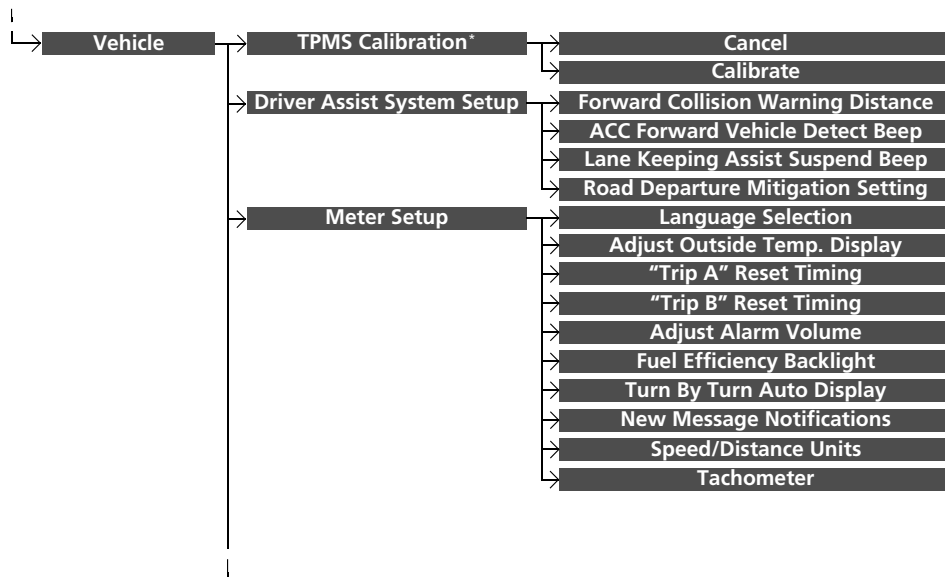 Vehicle
TPMS Calibration*
Cancel
Calibrate
Driver Assist System Setup
Forward Collision Warning Distance
ACC Forward Vehicle Detect Beep
Lane Keeping Assist Suspend Beep
Road Departure Mitigation Setting
Meter Setup
Language Selection
Adjust Outside Temp. Display
“Trip A” Reset Timing
“Trip B” Reset Timing
Adjust Alarm Volume
Fuel Efficiency Backlight
Turn By Turn Auto Display
New Message Notifications
Speed/Distance Units
Tachometer